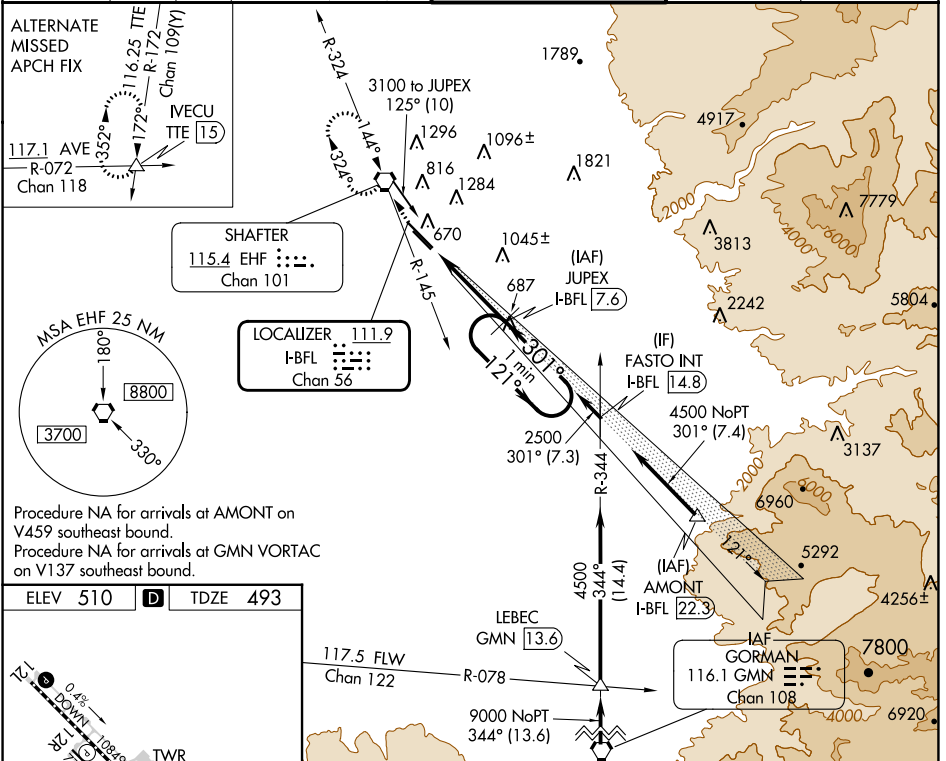 ALTERNATE
MISSED
APCH FIX
116.25 TTE
R-172
Chan 109(Y)
352°
172°
IVECU
TTE 15
117.1 AVE
R-072
Chan 118
R-324
3100 to JUPEX
125° (10)
144°
324°
1296
1096±
816
1284
1821
1789
4917
2000
7779
4000
6000
3813
670
1045±
2242
5804
SHAFTER
115.4 EHF
Chan 101
R-145
687
(IAF)
JUPEX
I-BFL 7.6
LOCALIZER 111.9
I-BFL
Chan 56
301°
1 min
121°
(IF)
FASTO INT
I-BFL 14.8
MSA EHF 25 NM
180°
8800
3700
330°
2500
301° (7.3)
4500 NoPT
301° (7.4)
3137
2000
R-344
6960
6000
Procedure NA for arrivals at AMONT on
V459 southeast bound.
Procedure NA for arrivals at GMN VORTAC
on V137 southeast bound.
121°
5292
(IAF)
AMONT
I-BFL 22.3
4256±
4500
344°
(14.4)
ELEV 510
D
TDZE 493
LEBEC
GMN 13.6
IAF
GORMAN
116.1 GMN
Chan 108
7800
117.5 FLW
Chan 122
R-078
6920
4000
9000 NoPT
344° (13.6)
12L
P
0.4%
DOWN
1084
12R
P
TWR